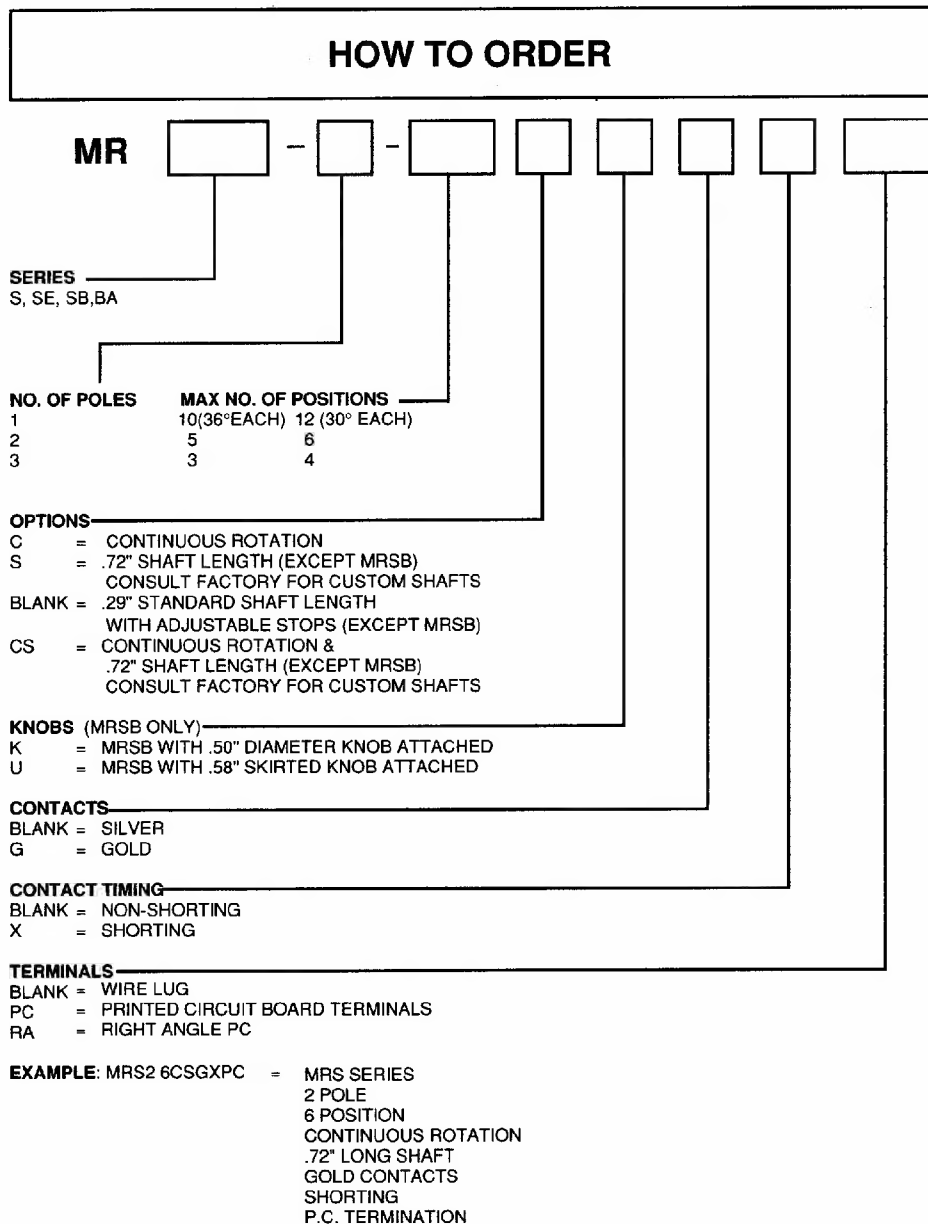 HOW TO ORDER
MR - -
SERIES
S, SE, SB,BA
NO. OF POLES MAX NO. OF POSITIONS
1 10(36°EACH) 12 (30° EACH)
2 5 6
3 3 4
OPTIONS
C = CONTINUOUS ROTATION
S = .72" SHAFT LENGTH (EXCEPT MRSB)
CONSULT FACTORY FOR CUSTOM SHAFTS
BLANK = .29" STANDARD SHAFT LENGTH
WITH ADJUSTABLE STOPS (EXCEPT MRSB)
CS = CONTINUOUS ROTATION &
.72" SHAFT LENGTH (EXCEPT MRSB)
CONSULT FACTORY FOR CUSTOM SHAFTS
KNOBS (MRSB ONLY)
K = MRSB WITH .50" DIAMETER KNOB ATTACHED
U = MRSB WITH .58" SKIRTED KNOB ATTACHED
CONTACTS
BLANK = SILVER
G = GOLD
CONTACT TIMING
BLANK = NON-SHORTING
X = SHORTING
TERMINALS
BLANK = WIRE LUG
PC = PRINTED CIRCUIT BOARD TERMINALS
RA = RIGHT ANGLE PC
EXAMPLE: MRS2 6CSGXPC = MRS SERIES
2 POLE
6 POSITION
CONTINUOUS ROTATION
.72" LONG SHAFT
GOLD CONTACTS
SHORTING
P.C. TERMINATION